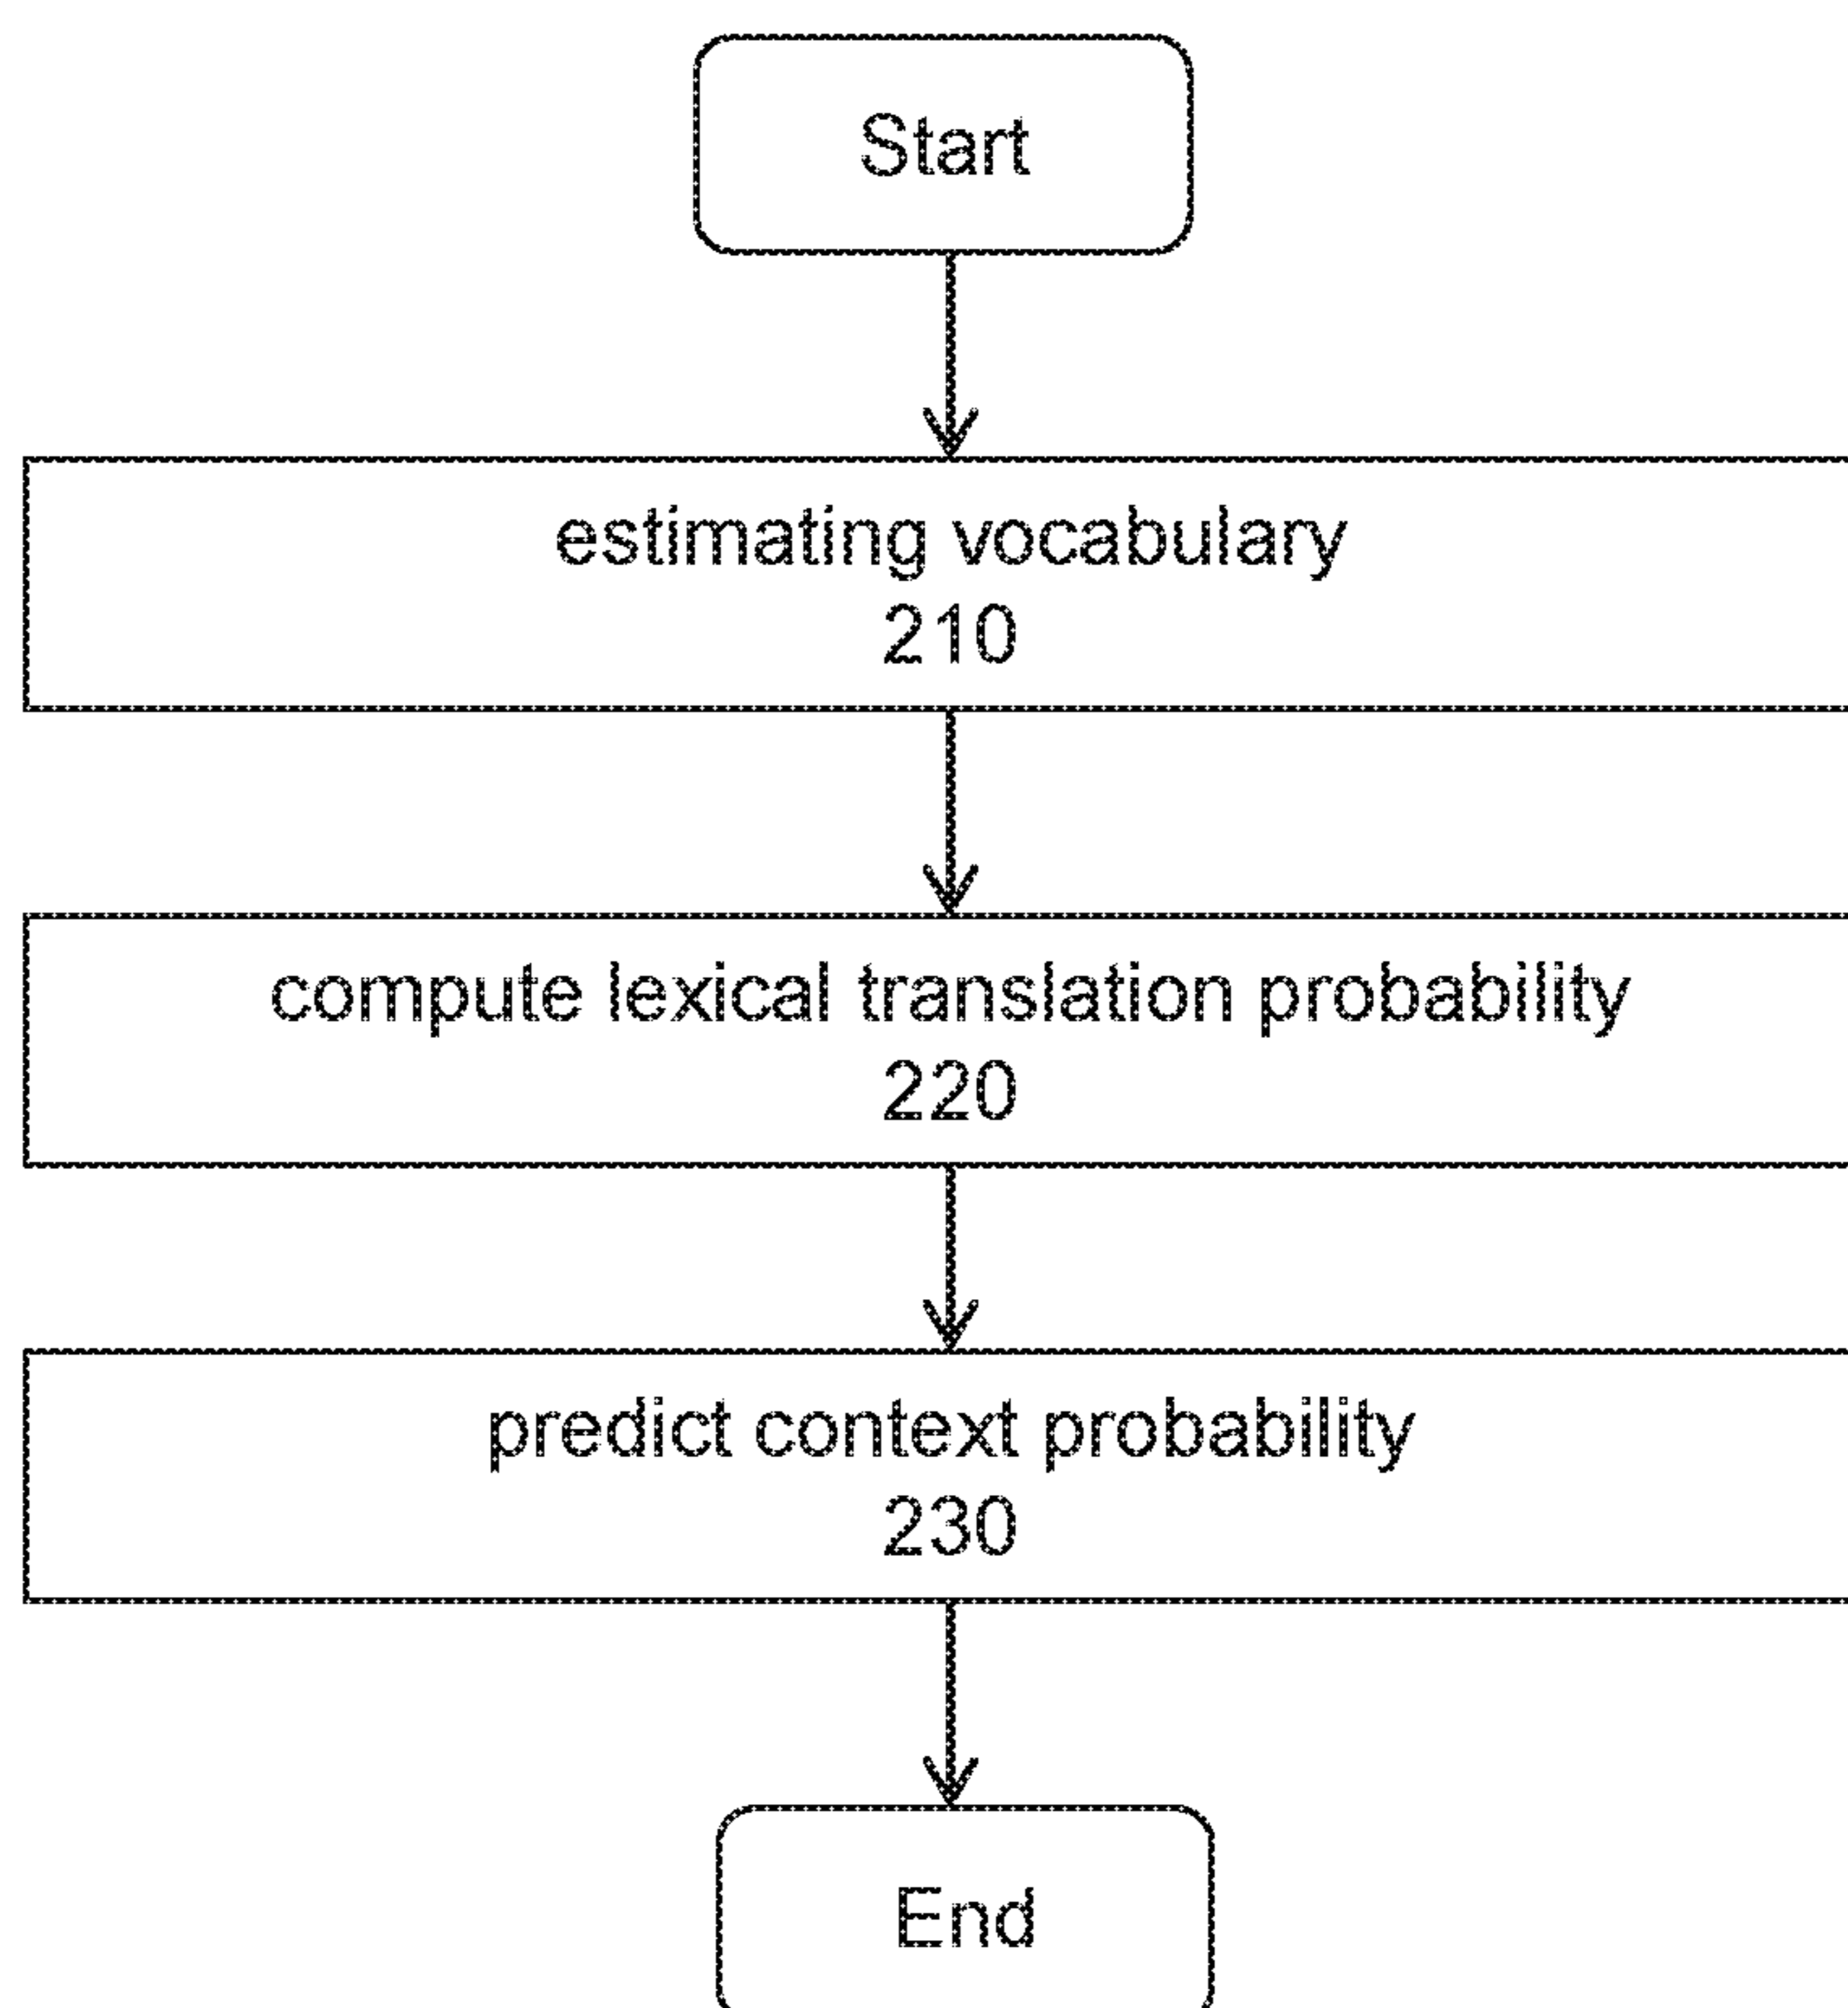 Start
estimating vocabulary
210
compute lexical translation probability
220
predict context probability
230
End